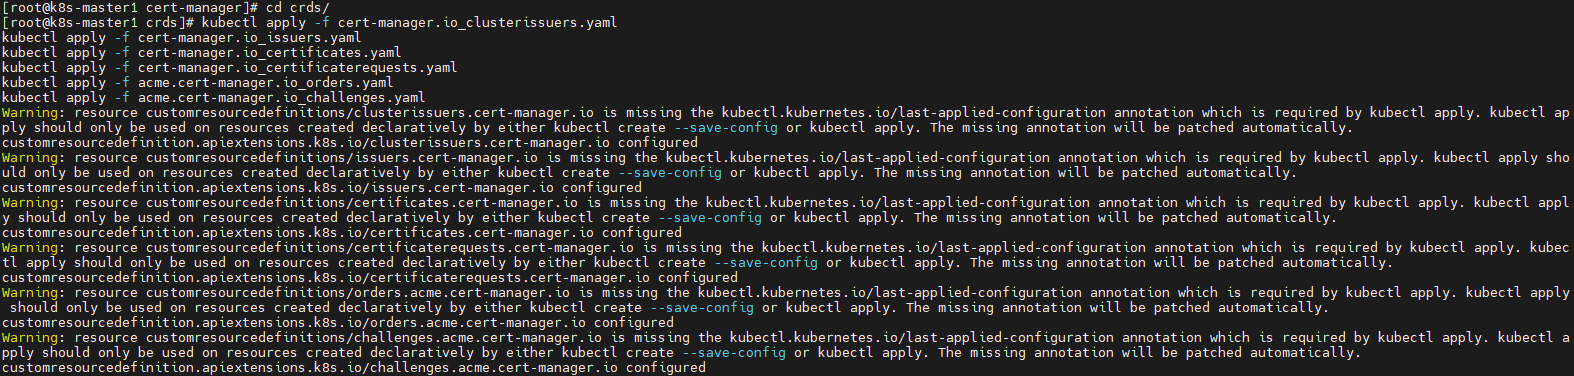 [root@k8s-master1 cert-manager]# cd crds/
[root@k8s-master1 crds]# kubectl apply -f cert-manager.io_clusterissuers.yaml
kubectl apply -f cert-manager.io_issuers.yaml
kubectl apply -f cert-manager.io_certificates.yaml
kubectl apply -f cert-manager.io_certificaterequests.yaml
kubectl apply -f acme.cert-manager.io_orders.yaml
kubectl apply -f acme.cert-manager.io_challenges.yaml
Warning: resource customresourcedefinitions/clusterissuers.cert-manager.io is missing the kubectl.kubernetes.io/last-applied-configuration annotation which is required by kubectl apply. kubectl ap
ply should only be used on resources created declaratively by either kubectl create --save-config or kubectl apply. The missing annotation will be patched automatically.
customresourcedefinition.apiextensions.k8s.io/clusterissuers.cert-manager.io configured
Warning: resource customresourcedefinitions/issuers.cert-manager.io is missing the kubectl.kubernetes.io/last-applied-configuration annotation which is required by kubectl apply. kubectl apply sho
uld only be used on resources created declaratively by either kubectl create --save-config or kubectl apply. The missing annotation will be patched automatically.
customresourcedefinition.apiextensions.k8s.io/issuers.cert-manager.io configured
Warning: resource customresourcedefinitions/certificates.cert-manager.io is missing the kubectl.kubernetes.io/last-applied-configuration annotation which is required by kubectl apply. kubectl appl
y should only be used on resources created declaratively by either kubectl create --save-config or kubectl apply. The missing annotation will be patched automatically.
customresourcedefinition.apiextensions.k8s.io/certificates.cert-manager.io configured
Warning: resource customresourcedefinitions/certificaterequests.cert-manager.io is missing the kubectl.kubernetes.io/last-applied-configuration annotation which is required by kubectl apply. kubec
tl apply should only be used on resources created declaratively by either kubectl create --save-config or kubectl apply. The missing annotation will be patched automatically.
customresourcedefinition.apiextensions.k8s.io/certificaterequests.cert-manager.io configured
Warning: resource customresourcedefinitions/orders.acme.cert-manager.io is missing the kubectl.kubernetes.io/last-applied-configuration annotation which is required by kubectl apply. kubectl apply
 should only be used on resources created declaratively by either kubectl create --save-config or kubectl apply. The missing annotation will be patched automatically.
customresourcedefinition.apiextensions.k8s.io/orders.acme.cert-manager.io configured
Warning: resource customresourcedefinitions/challenges.acme.cert-manager.io is missing the kubectl.kubernetes.io/last-applied-configuration annotation which is required by kubectl apply. kubectl a
pply should only be used on resources created declaratively by either kubectl create --save-config or kubectl apply. The missing annotation will be patched automatically.
customresourcedefinition.apiextensions.k8s.io/challenges.acme.cert-manager.io configured